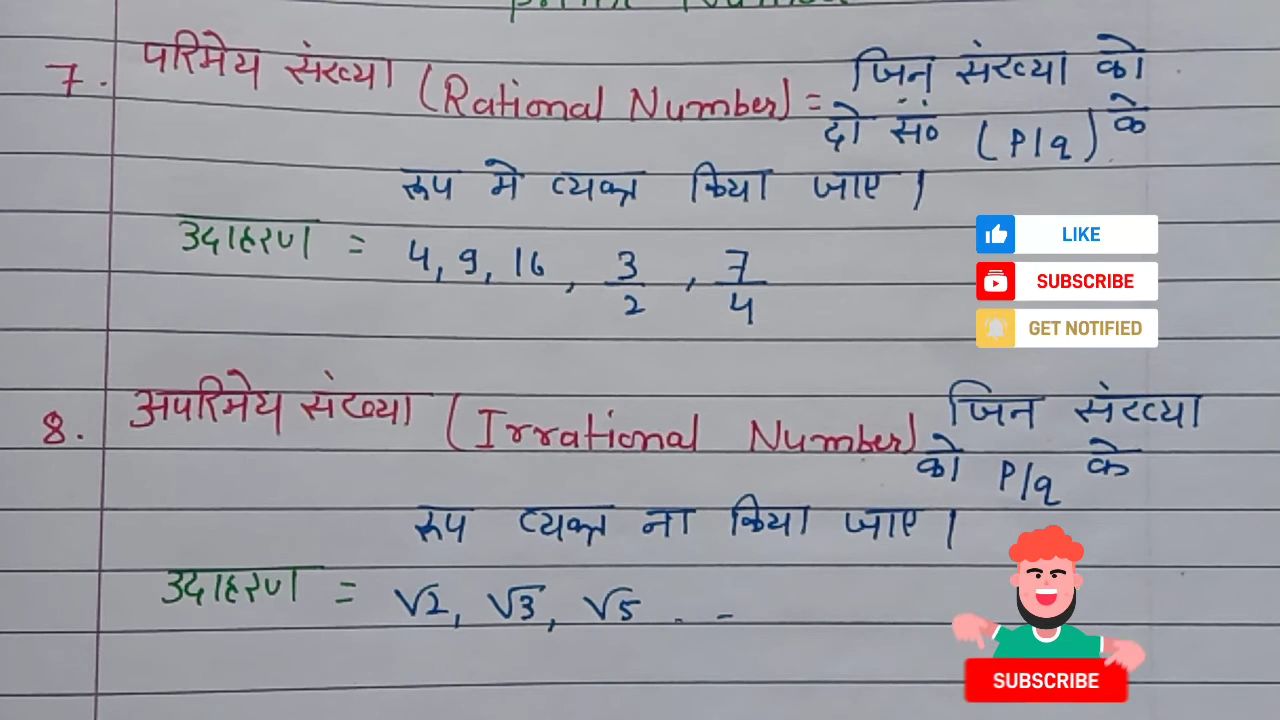 7. परिमेय संख्या (Rational Number) = जिन संख्या को
दो सं० (P/q) के
रूप मे व्यक्त किया जाए।
उदाहरण = 4, 9, 16, 3/2, 7/4
LIKE
SUBSCRIBE
GET NOTIFIED
8. अपरिमेय संख्या (Irrational Number) जिन संख्या
को P/q के
रूप व्यक्त ना किया जाए।
उदाहरण = √2, √3, √5 . . –
SUBSCRIBE